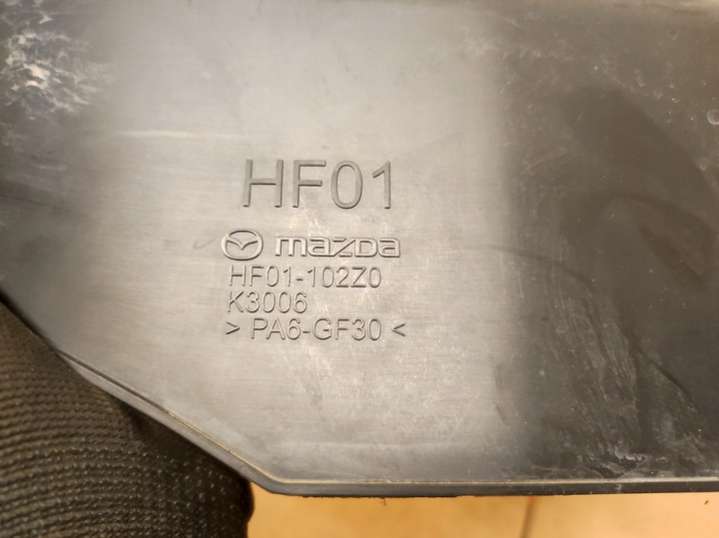 HF01
mazda
HF01-102Z0
K3006
> PA6-GF30 <